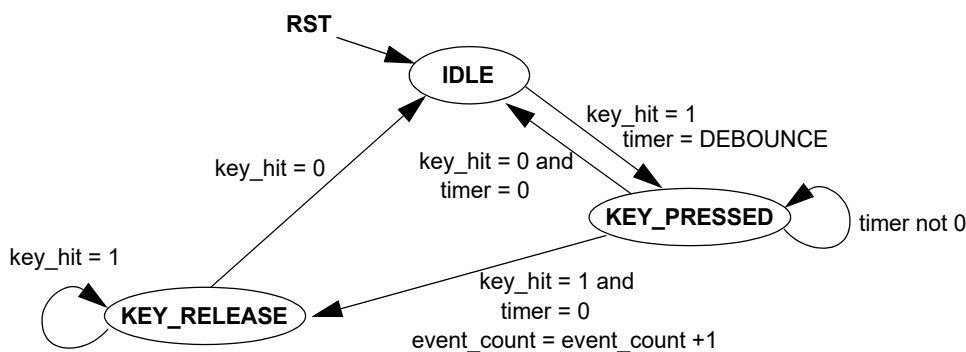 RST
IDLE
key_hit = 1
timer = DEBOUNCE
key_hit = 0 and
timer = 0
key_hit = 0
KEY_PRESSED
timer not 0
key_hit = 1
key_hit = 1 and
timer = 0
event_count = event_count +1
KEY_RELEASE